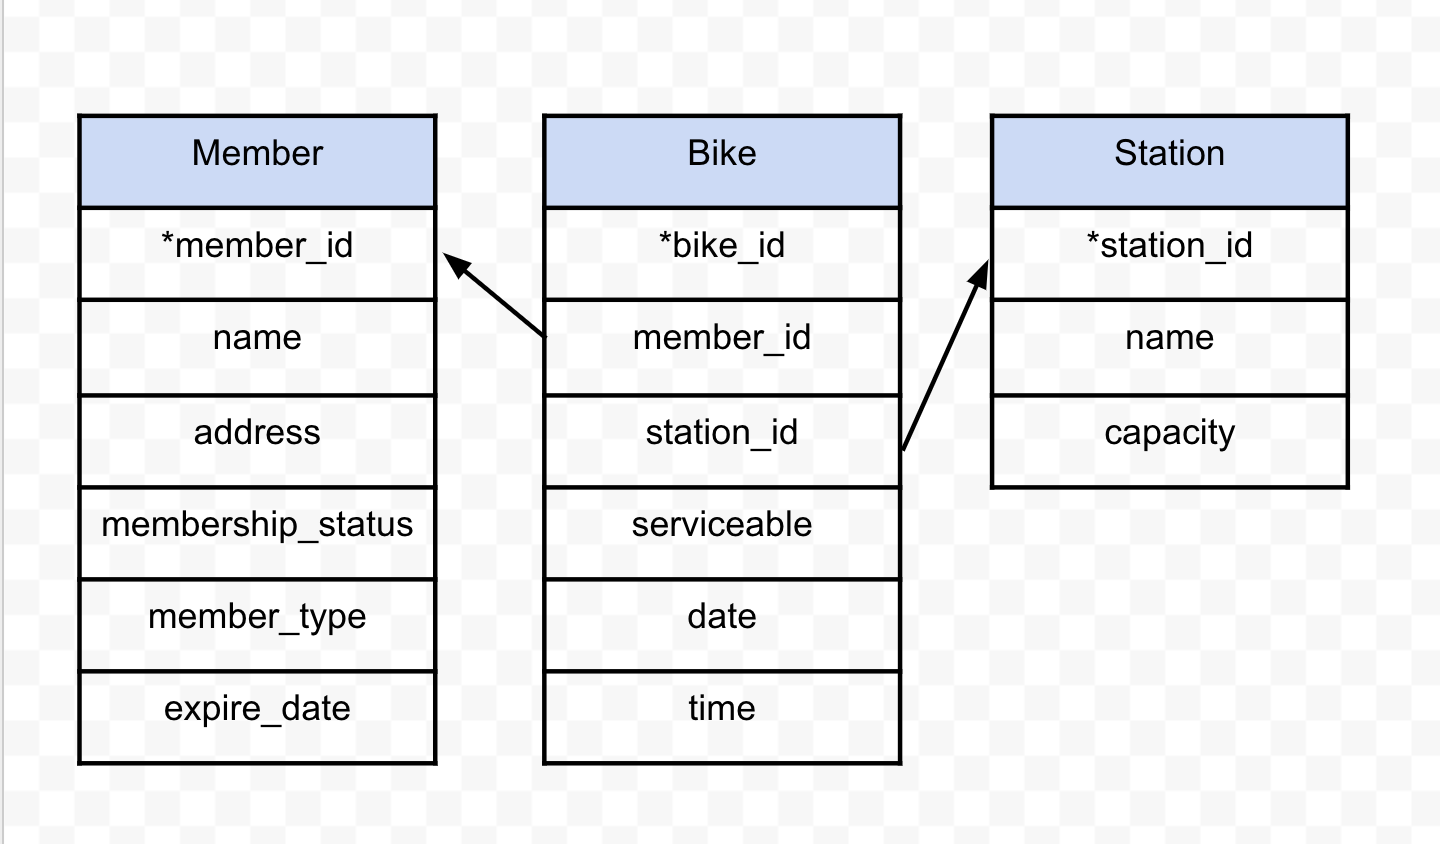 Member
*member_id
name
address
membership_status
member_type
expire_date
Bike
*bike_id
member_id
station_id
serviceable
date
time
Station
*station_id
name
capacity